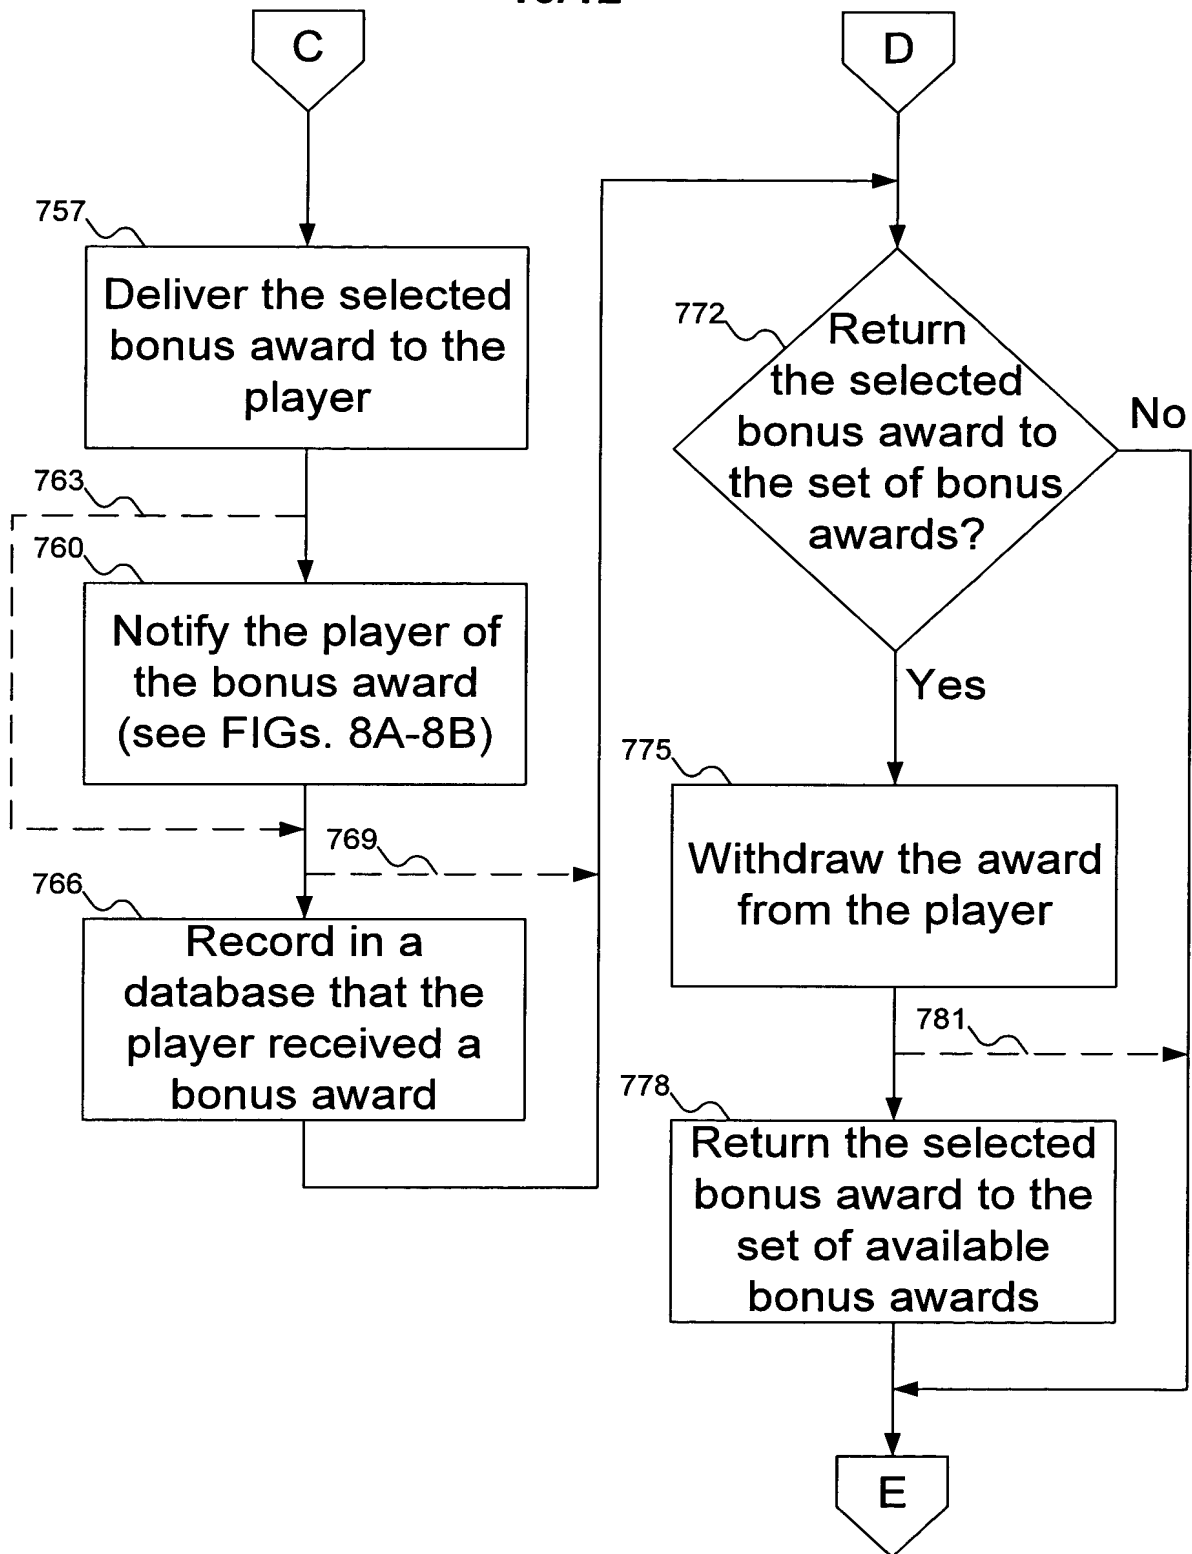 C
757
Deliver the selected
bonus award to the
player
763
760
Notify the player of
the bonus award
(see FIGs. 8A-8B)
769
766
Record in a
database that the
player received a
bonus award
D
772
Return
the selected
bonus award to
the set of bonus
awards?
No
Yes
775
Withdraw the award
from the player
781
778
Return the selected
bonus award to the
set of available
bonus awards
E